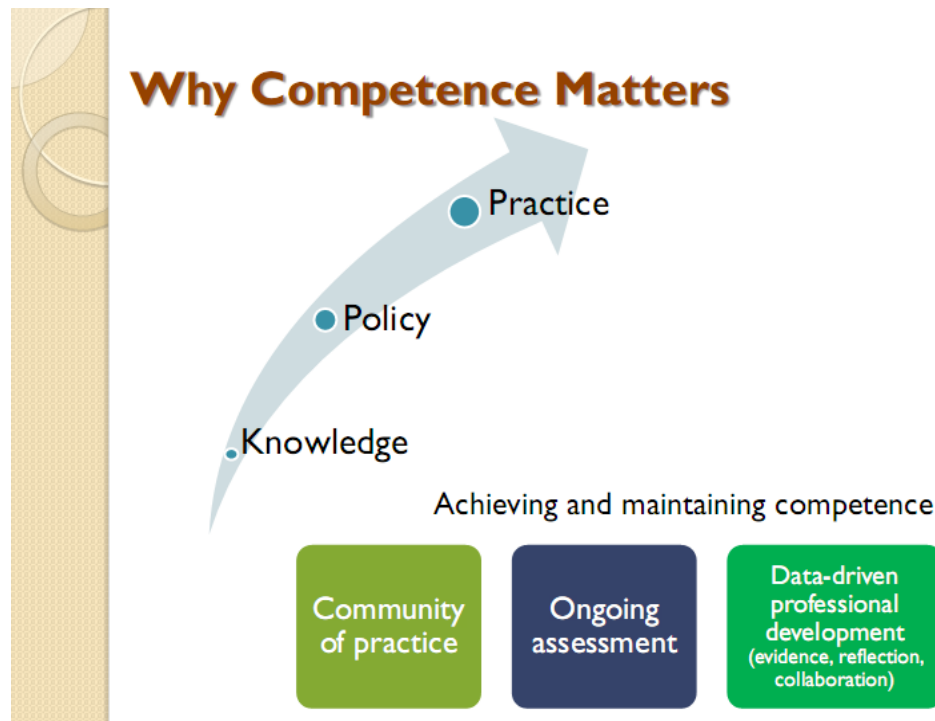 Why Competence Matters
Practice
Policy
Knowledge
Achieving and maintaining competence
Community
of practice
Ongoing
assessment
Data-driven
professional
development
(evidence, reflection,
collaboration)